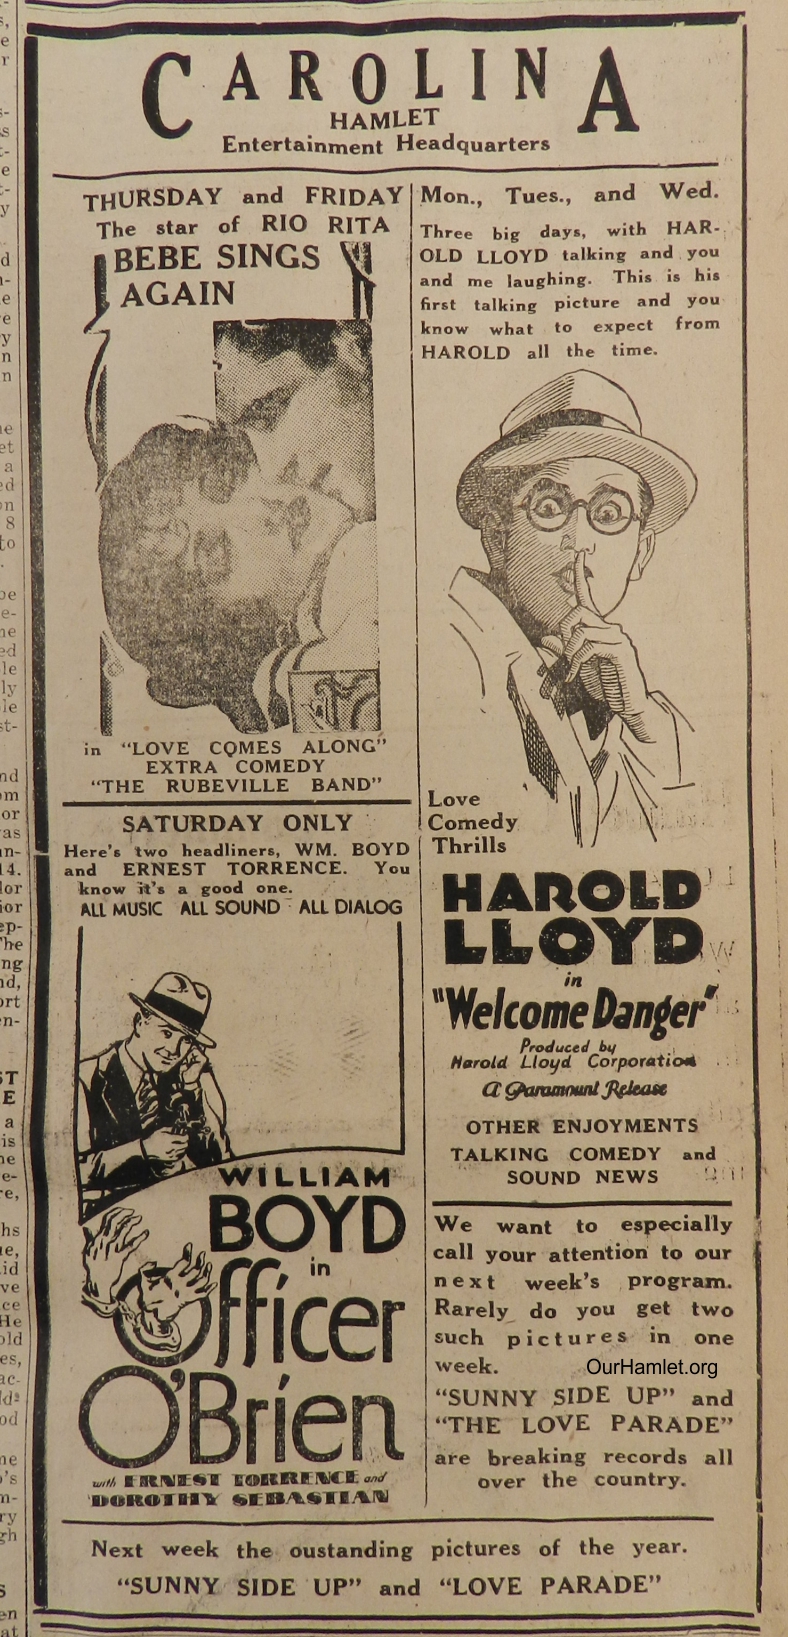 CAROLINA
HAMLET
Entertainment Headquarters
THURSDAY and FRIDAY
The star of RIO RITA
BEBE SINGS
AGAIN
in "LOVE COMES ALONG"
EXTRA COMEDY
"THE RUBEVILLE BAND"
SATURDAY ONLY
Here's two headliners, WM. BOYD
and ERNEST TORRENCE. You
know it's a good one.
ALL MUSIC ALL SOUND ALL DIALOG
WILLIAM
BOYD
in
Officer
O'Brien
with ERNEST TORRENCE and
DOROTHY SEBASTIAN
Mon., Tues., and Wed.
Three big days, with HAR-
OLD LLOYD talking and you
and me laughing. This is his
first talking picture and you
know what to expect from
HAROLD all the time.
Love
Comedy
Thrills
HAROLD
LLOYD
in
"Welcome Danger"
Produced by
Harold Lloyd Corporation
A Paramount Release
OTHER ENJOYMENTS
TALKING COMEDY and
SOUND NEWS
We want to especially
call your attention to our
next week's program.
Rarely do you get two
such pictures in one
week.
OurHamlet.org
"SUNNY SIDE UP" and
"THE LOVE PARADE"
are breaking records all
over the country.
Next week the oustanding pictures of the year.
"SUNNY SIDE UP" and "LOVE PARADE"